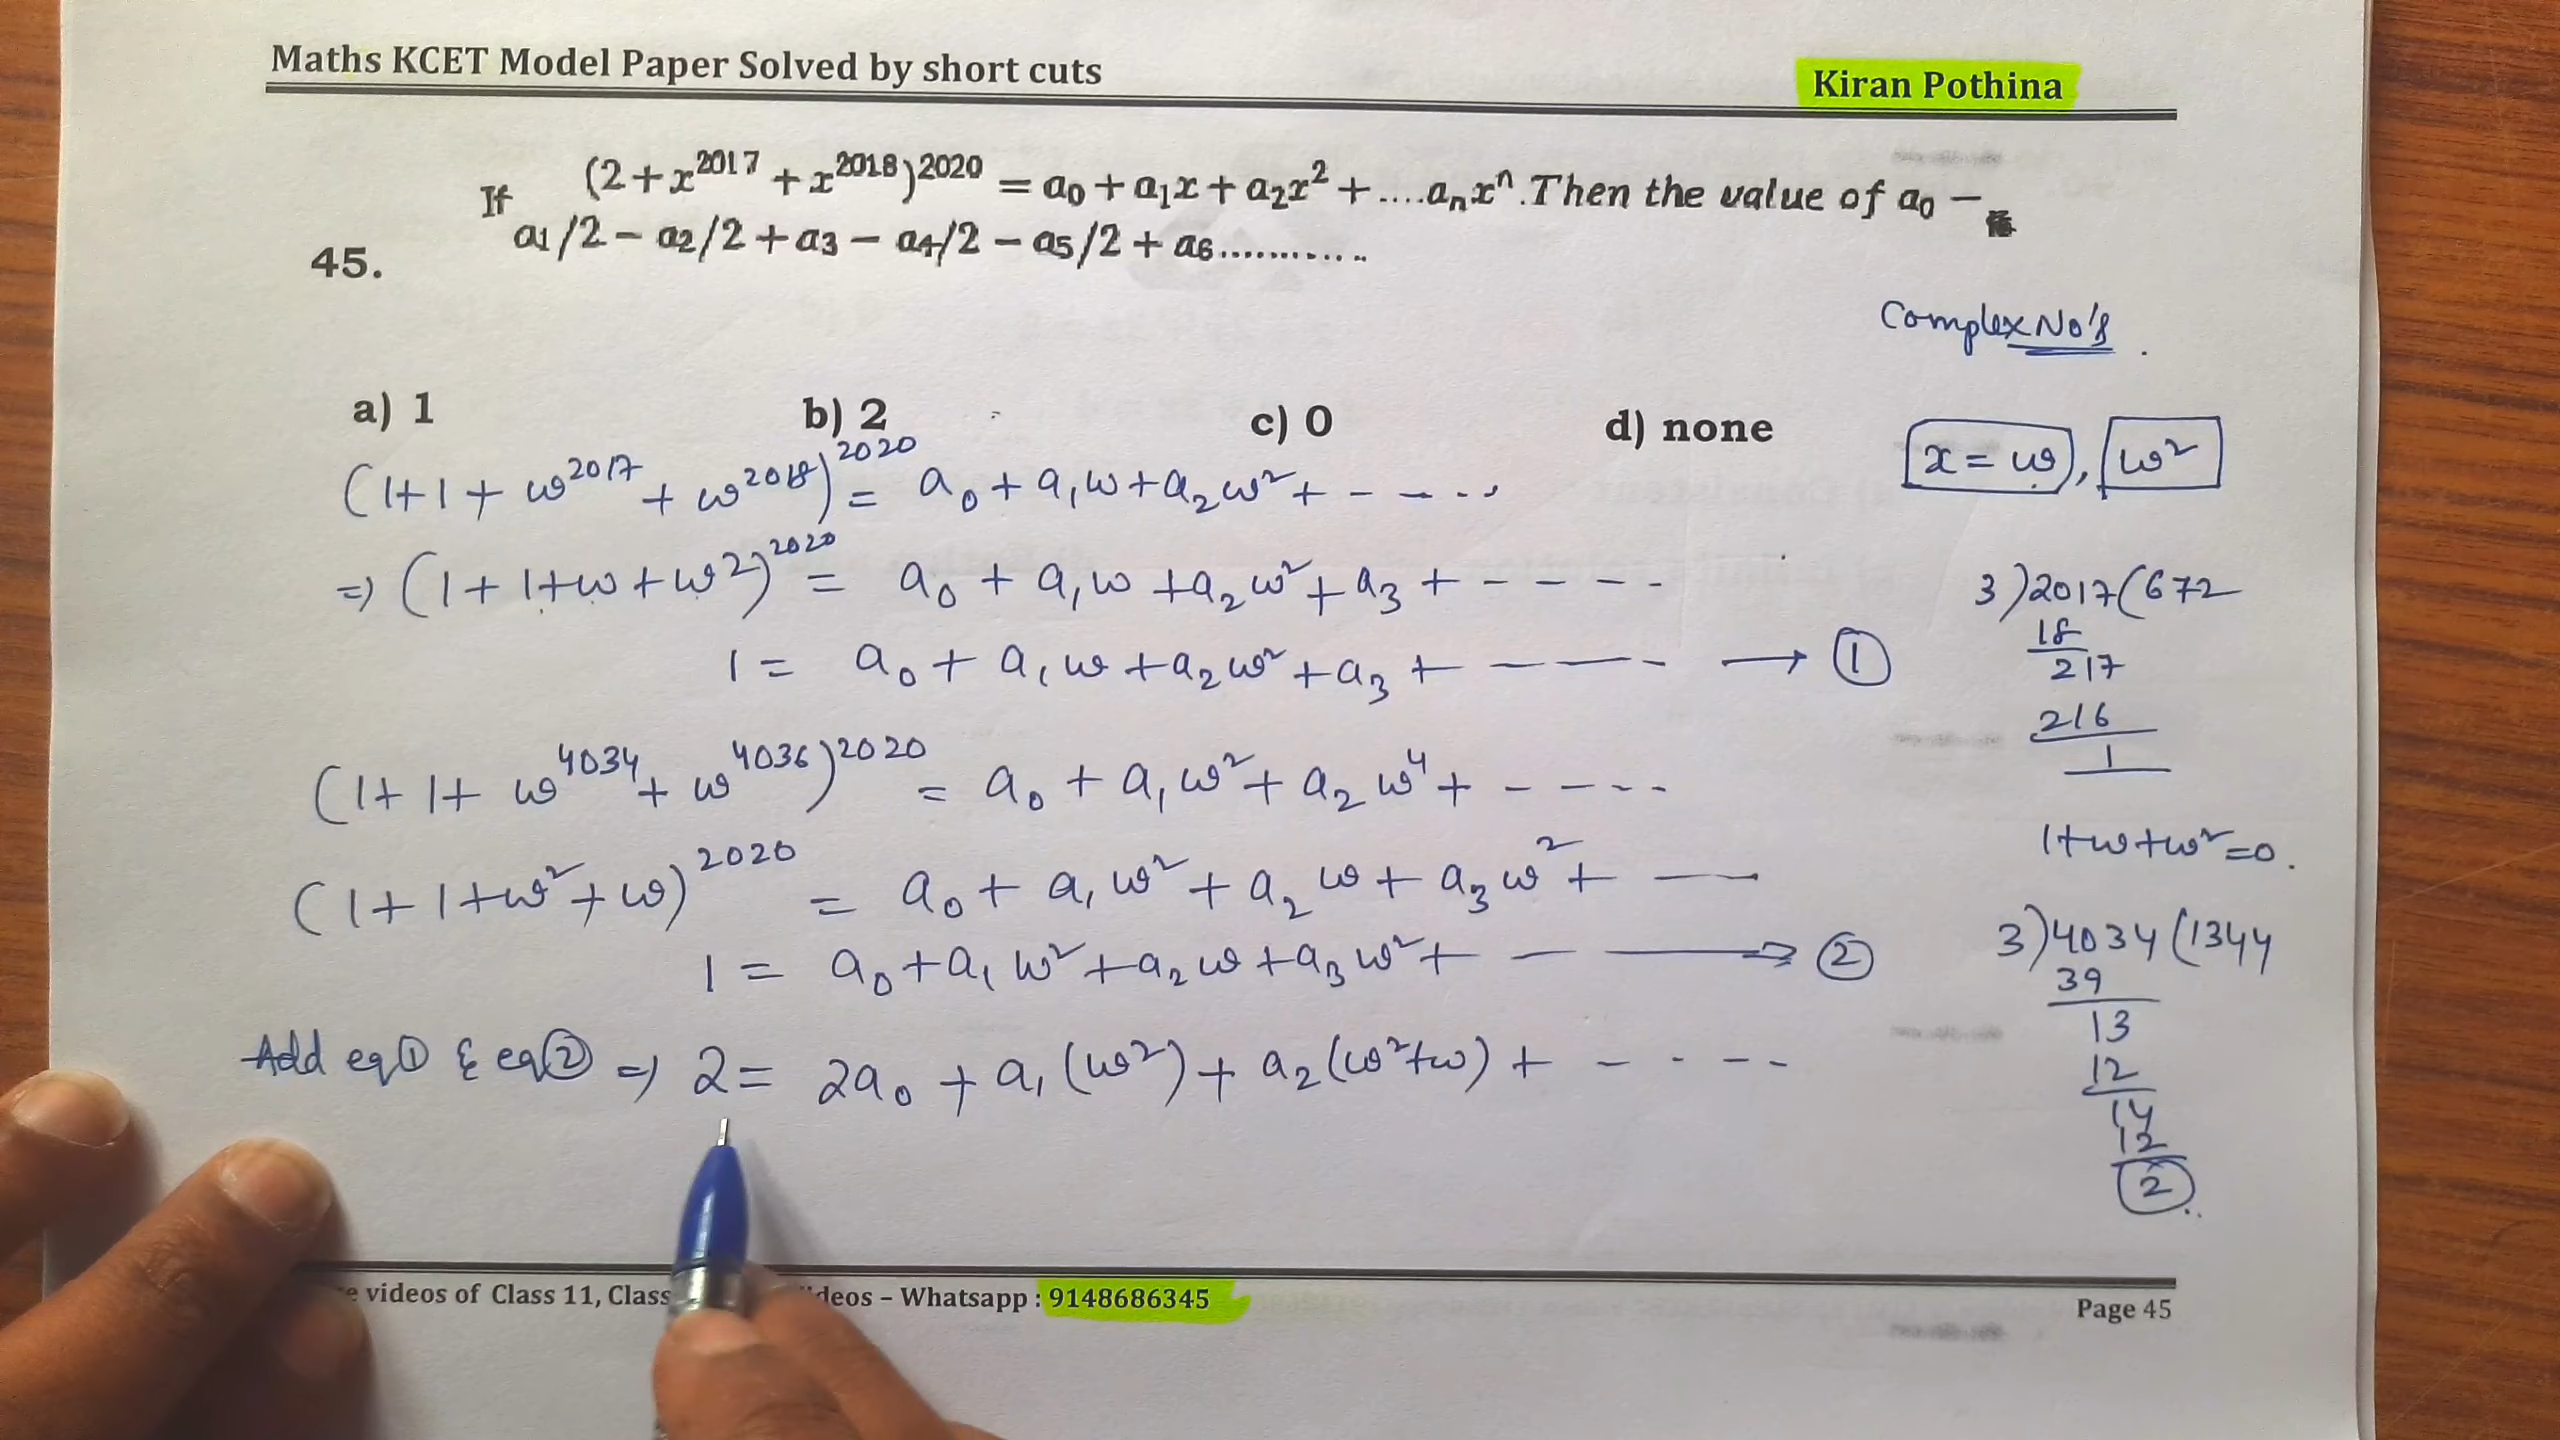 Maths KCET Model Paper Solved by short cuts
Kiran Pothina
If (2+x^2017 + x^2018)^2020 = a₀ + a₁x + a₂x² + ....aₙxⁿ.Then the value of a₀ −
a1/2 − a2/2 + a3 − a4/2 − a5/2 + a6............
45.
Complex No's
a) 1 b) 2 c) 0 d) none
x = ω, ω²
(1+1+ω^2017 + ω^2018)^2020 = a₀ + a₁ω + a₂ω² + - - - - -
⇒ (1+1+ω+ω²)^2020 = a₀ + a₁ω + a₂ω² + a₃ + - - - -
1 = a₀ + a₁ω + a₂ω² + a₃ + - - - → ①
3)2017(672
18
217
216
1
(1+1+ω^4034 + ω^4036)^2020 = a₀ + a₁ω² + a₂ω⁴ + - - - -
1+ω+ω²=0.
(1+1+ω²+ω)^2020 = a₀ + a₁ω² + a₂ω + a₃ω² + - -
1 = a₀ + a₁ω² + a₂ω + a₃ω² + - → ②
3)4034(1344
39
13
12
14
12
2
Add eq① & eq② ⇒ 2 = 2a₀ + a₁(ω²) + a₂(ω²+ω) + - - - -
videos of Class 11, Class deos – Whatsapp : 9148686345
Page 45